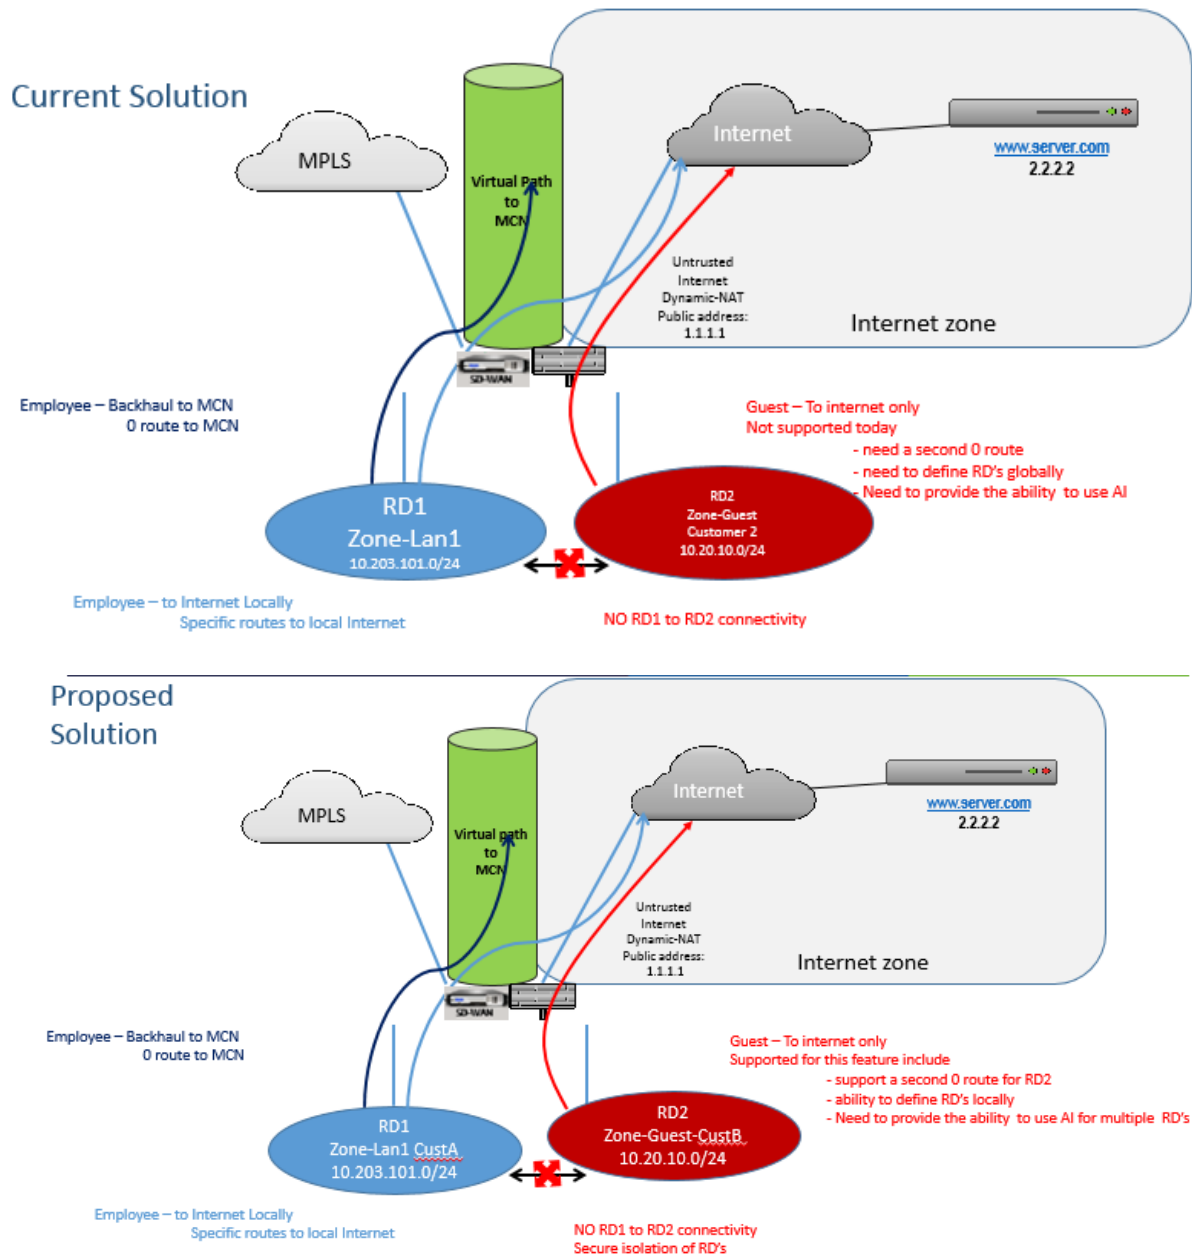 Current Solution
MPLS
Virtual Path
to
MCN
Internet
www.server.com
2.2.2.2
Untrusted
Internet
Dynamic-NAT
Public address:
1.1.1.1
Internet zone
SD-WAN
Employee – Backhaul to MCN
0 route to MCN
Guest – To internet only
Not supported today
- need a second 0 route
- need to define RD's globally
- Need to provide the ability to use AI
RD1
Zone-Lan1
10.203.101.0/24
RD2
Zone-Guest
Customer 2
10.20.10.0/24
Employee – to Internet Locally
Specific routes to local Internet
NO RD1 to RD2 connectivity
Proposed
Solution
MPLS
Virtual path
to
MCN
Internet
www.server.com
2.2.2.2
Untrusted
Internet
Dynamic-NAT
Public address:
1.1.1.1
Internet zone
SD-WAN
Employee – Backhaul to MCN
0 route to MCN
Guest – To internet only
Supported for this feature include
- support a second 0 route for RD2
- ability to define RD's locally
- Need to provide the ability to use AI for multiple RD's
RD1
Zone-Lan1 CustA
10.203.101.0/24
RD2
Zone-Guest-CustB
10.20.10.0/24
Employee – to Internet Locally
Specific routes to local Internet
NO RD1 to RD2 connectivity
Secure isolation of RD's